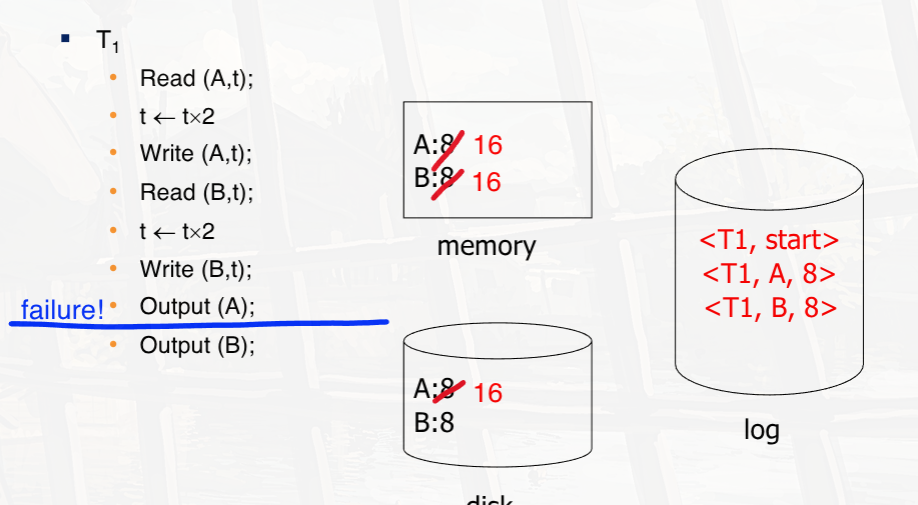 T1
Read (A,t);
t ← t×2
Write (A,t);
Read (B,t);
t ← t×2
Write (B,t);
failure! Output (A);
Output (B);
A:8 16
B:8 16
memory
A:8 16
B:8
disk
<T1, start>
<T1, A, 8>
<T1, B, 8>
log